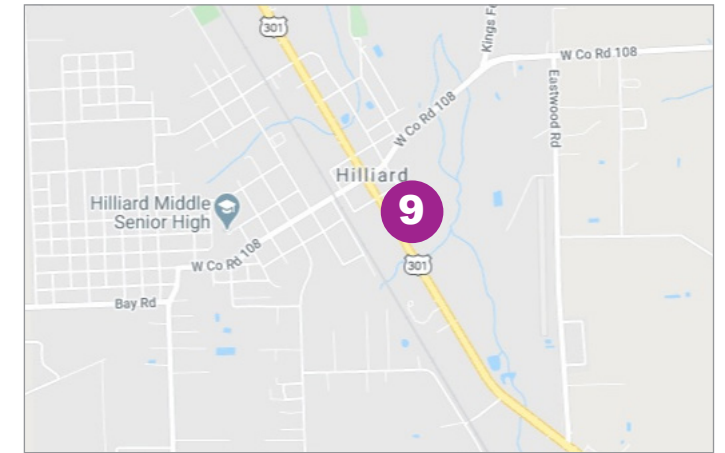 301
Kings Fe
W Co Rd 108
Eastwood Rd
W Co Rd 108
Hilliard
Hilliard Middle
Senior High
9
W Co Rd 108
301
Bay Rd